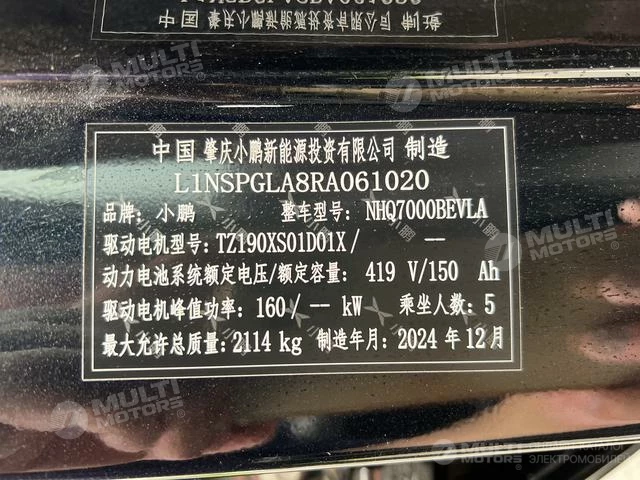 中国 肇庆小鹏新能源投资有限公司 制造
L1NSPGLA8RA061020
品牌: 小鹏 整车型号: NHQ7000BEVLA
驱动电机型号: TZ190XS01D01X/ --
动力电池系统额定电压/额定容量: 419 V/150 Ah
驱动电机峰值功率: 160/ -- kW 乘坐人数: 5
最大允许总质量: 2114 kg 制造年月: 2024 年 12 月
MULTI MOTORS®
MULTI MOTORS®
MULTI MOTORS®
MULTI MOTORS®
MULTI MOTORS®
ЭЛЕКТРОМОБИЛЕЙ